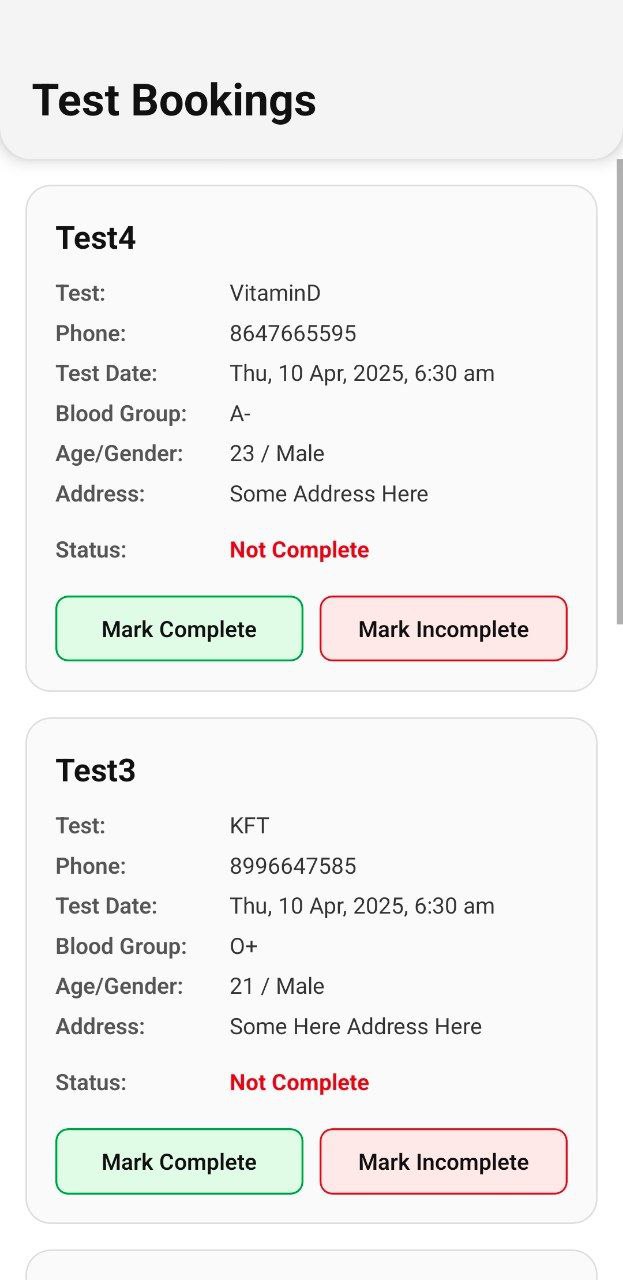 Test Bookings
Test4
Test: VitaminD
Phone: 8647665595
Test Date: Thu, 10 Apr, 2025, 6:30 am
Blood Group: A-
Age/Gender: 23 / Male
Address: Some Address Here
Status: Not Complete
Mark Complete Mark Incomplete
Test3
Test: KFT
Phone: 8996647585
Test Date: Thu, 10 Apr, 2025, 6:30 am
Blood Group: O+
Age/Gender: 21 / Male
Address: Some Here Address Here
Status: Not Complete
Mark Complete Mark Incomplete